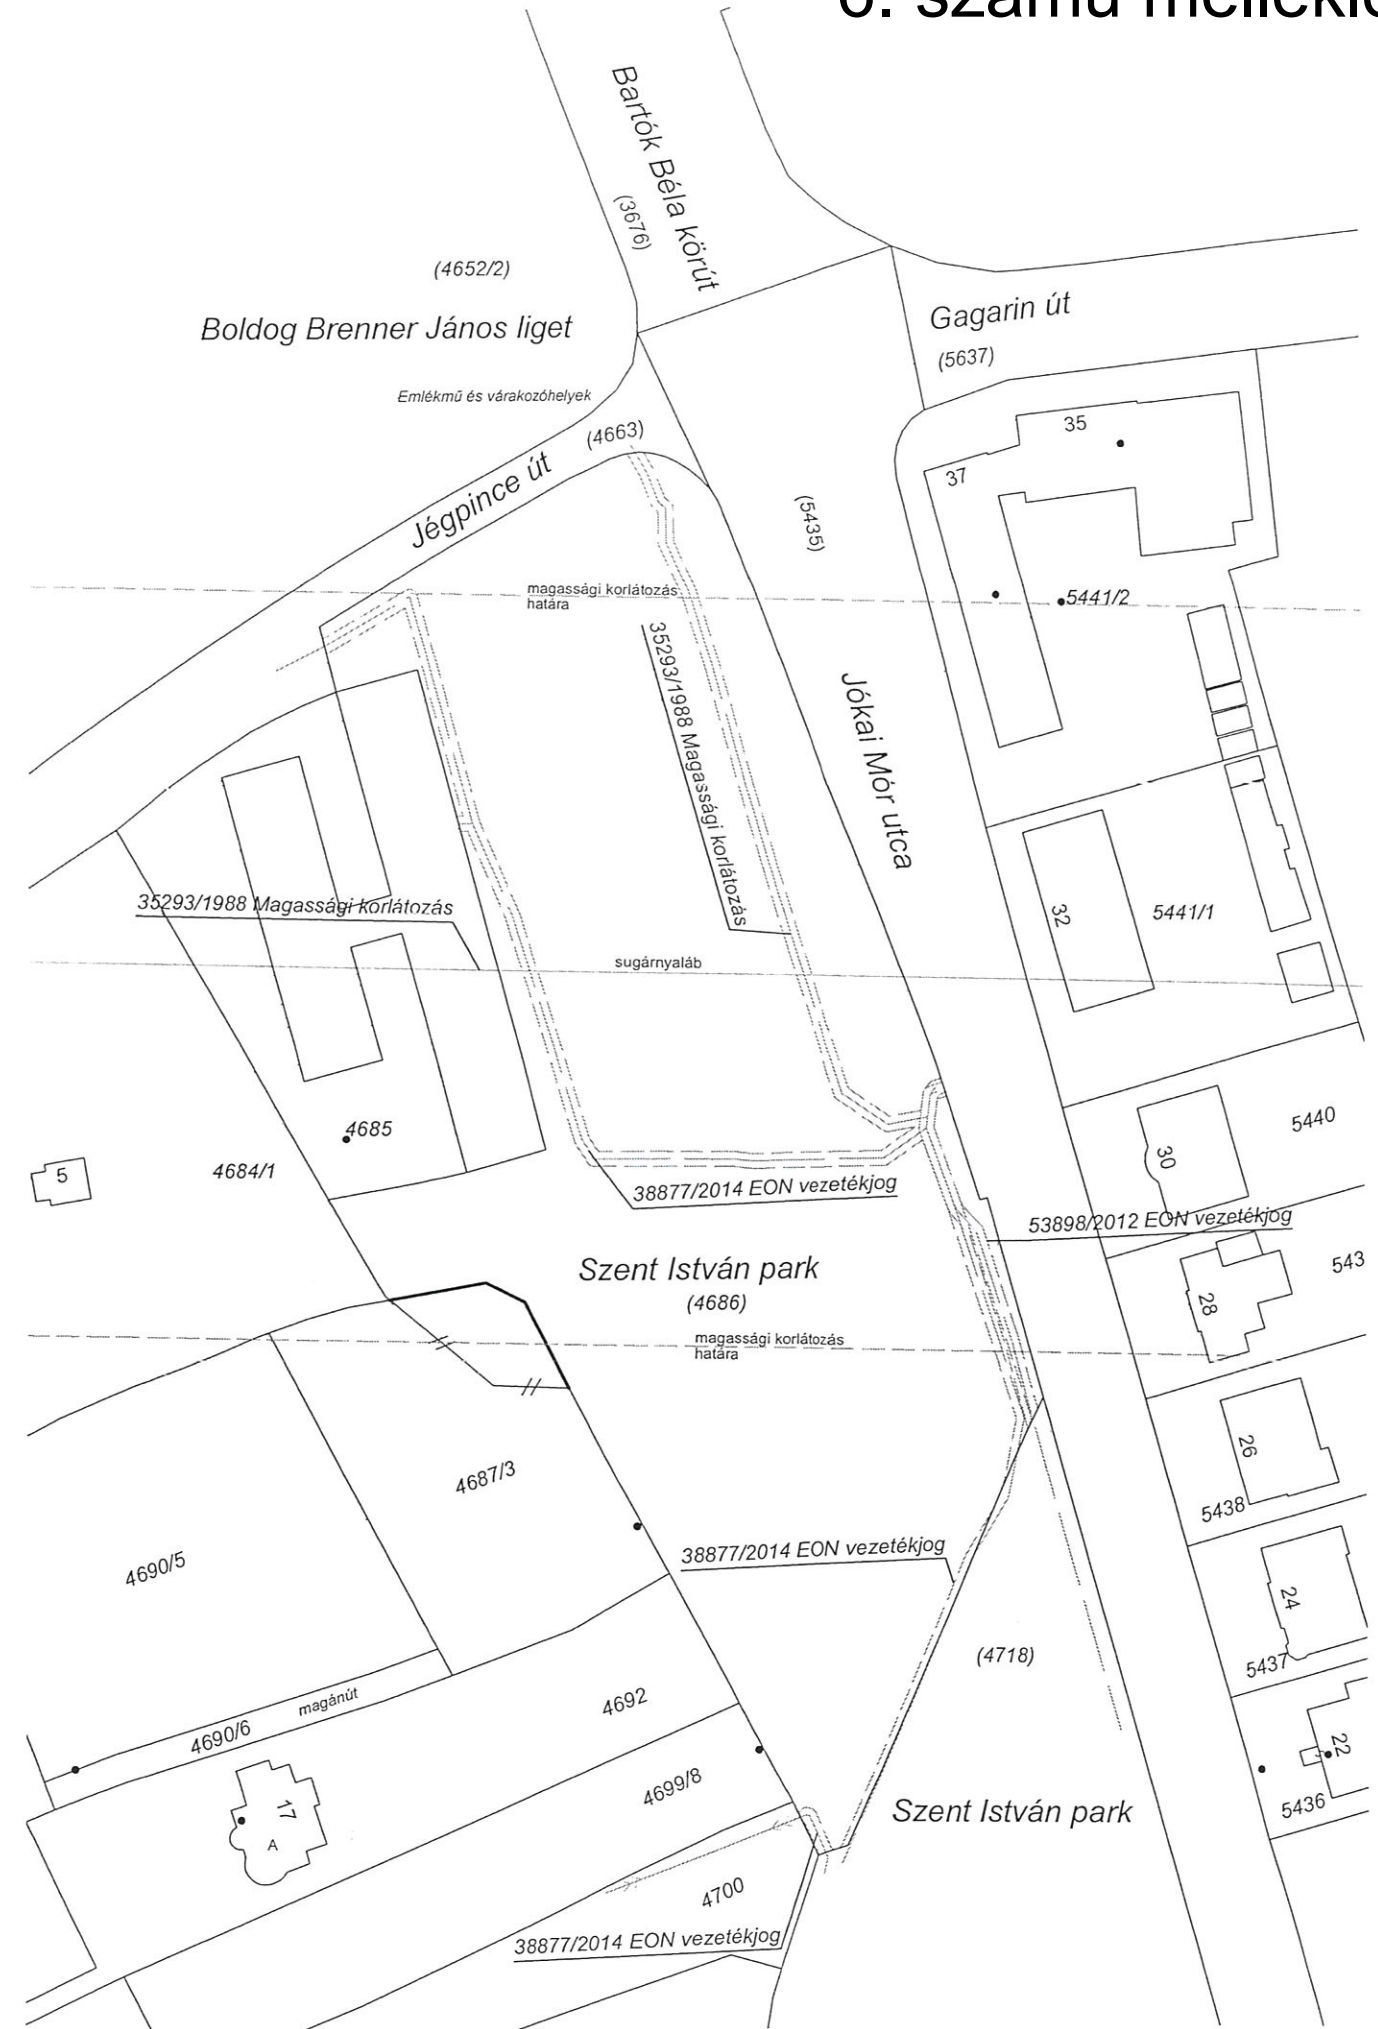 Bartók Béla körút
(3676)
(4652/2)
Boldog Brenner János liget
Gagarin út
(5637)
Emlékmű és várakozóhelyek
(4663)
35
37
Jégpince út
(5435)
magassági korlátozás
határa
5441/2
35293/1988 Magassági korlátozás
Jókai Mór utca
35293/1988 Magassági korlátozás
32
5441/1
sugárnyaláb
4685
5440
30
5
4684/1
38877/2014 EON vezetékjog
53898/2012 EON vezetékjog
Szent István park
(4686)
543
28
magassági korlátozás
határa
26
4687/3
5438
38877/2014 EON vezetékjog
4690/5
24
(4718)
5437
magánút
4692
4690/6
22
4699/8
5436
17
A
Szent István park
4700
38877/2014 EON vezetékjog